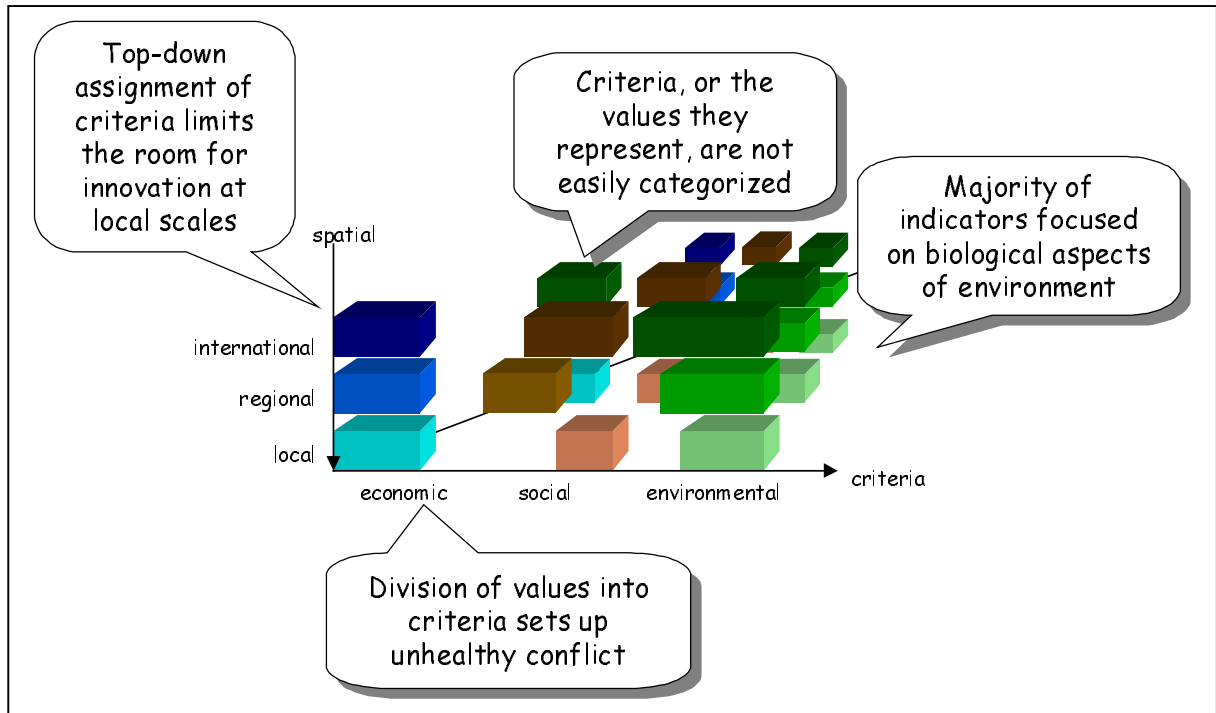 Top-down
assignment of
criteria limits
the room for
innovation at
local scales
Criteria, or the
values they
represent, are not
easily categorized
Majority of
indicators focused
on biological aspects
of environment
spatial
international
regional
local
economic
social
environmental
criteria
Division of values into
criteria sets up
unhealthy conflict